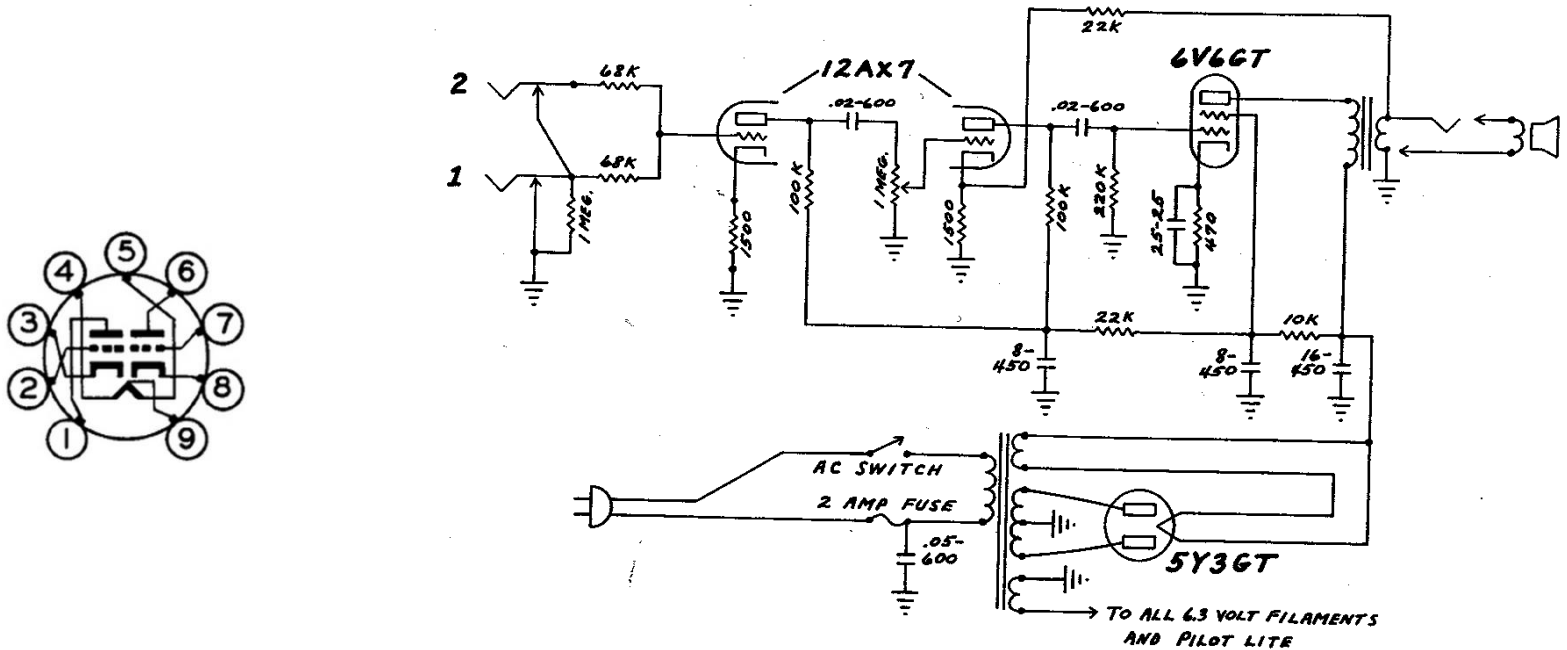 22K
12AX7
6V6GT
2
68K
.02-600
.02-600
1
68K
1 MEG.
1500
100K
1 MEG.
1500
100K
220K
25-25
470
22K
10K
8-
450
8-
450
16-
450
5
4
6
3
7
2
8
1
9
AC SWITCH
2 AMP FUSE
.05-
600
5Y3GT
TO ALL 6.3 VOLT FILAMENTS
AND PILOT LITE